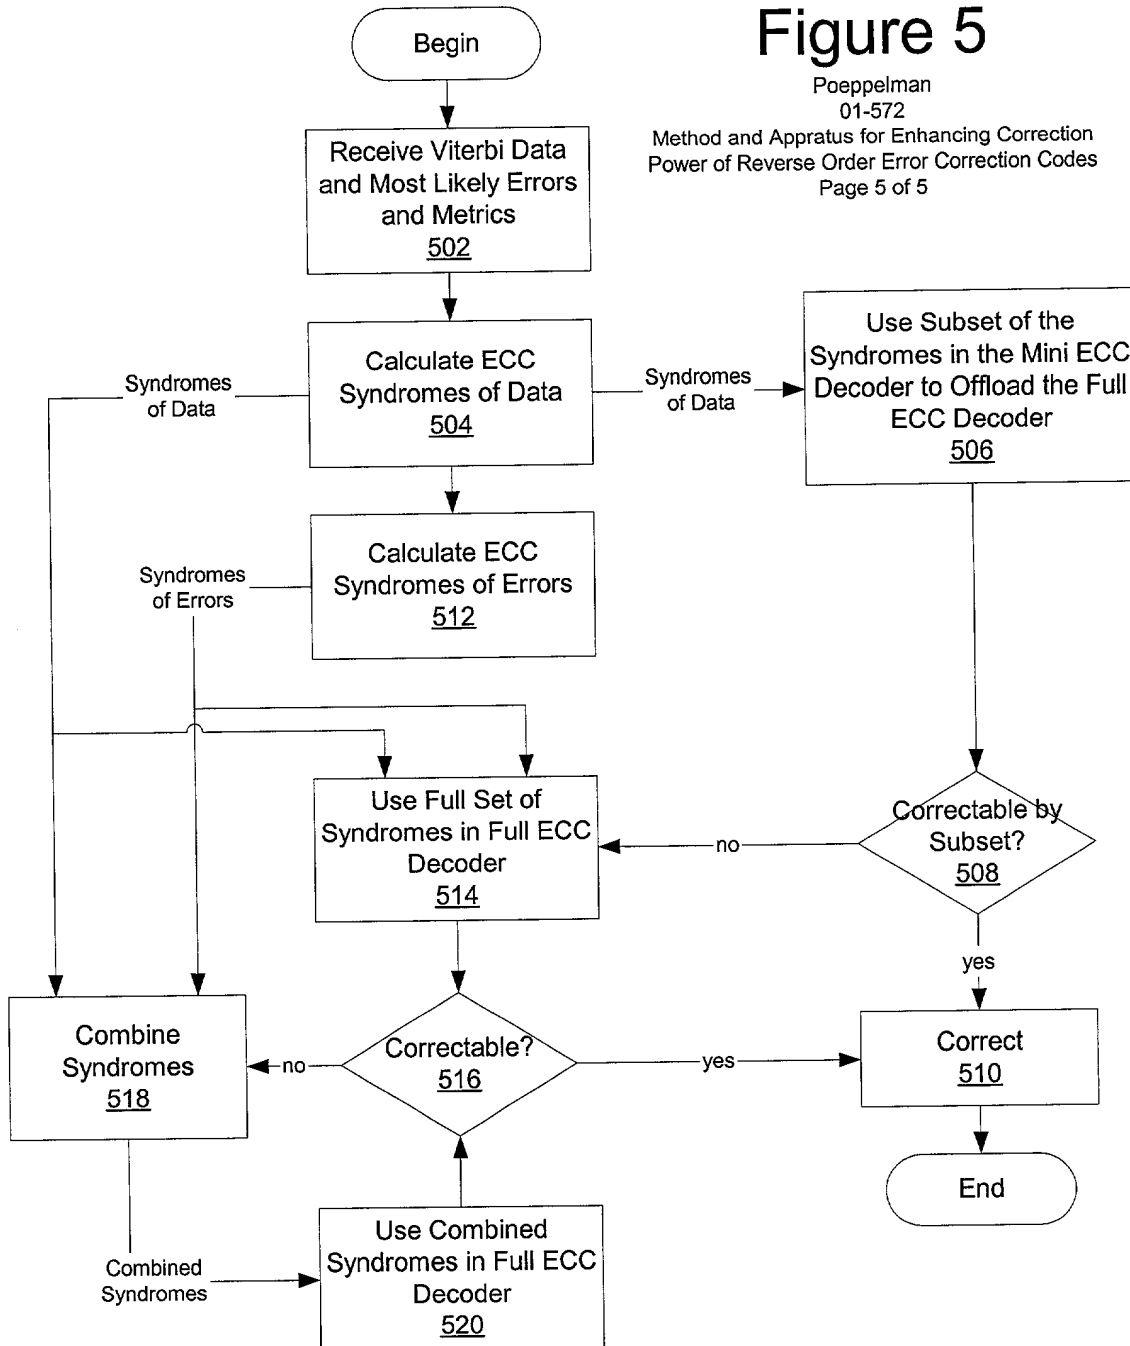 Figure 5
Poeppelman
01-572
Method and Appratus for Enhancing Correction
Power of Reverse Order Error Correction Codes
Page 5 of 5
Begin
Receive Viterbi Data
and Most Likely Errors
and Metrics
502
Calculate ECC
Syndromes of Data
504
Syndromes
of Data
Syndromes
of Data
Use Subset of the
Syndromes in the Mini ECC
Decoder to Offload the Full
ECC Decoder
506
Calculate ECC
Syndromes of Errors
512
Syndromes
of Errors
Use Full Set of
Syndromes in Full ECC
Decoder
514
no
Correctable by
Subset?
508
yes
Combine
Syndromes
518
no
Correctable?
516
yes
Correct
510
End
Combined
Syndromes
Use Combined
Syndromes in Full ECC
Decoder
520